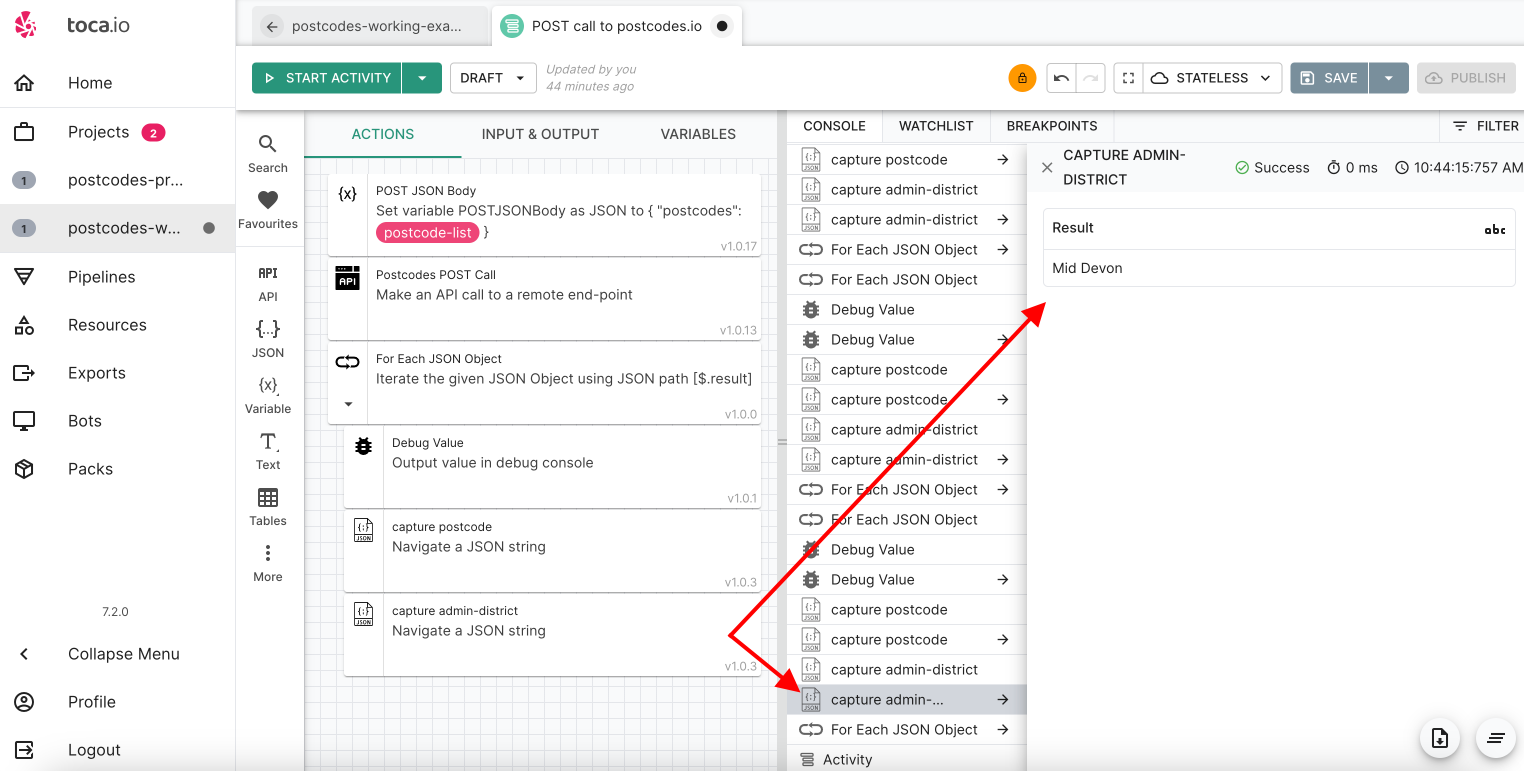 toca.io
Home
Projects 2
1 postcodes-pr...
1 postcodes-w...
Pipelines
Resources
Exports
Bots
Packs
7.2.0
Collapse Menu
Profile
Logout
postcodes-working-exa...
POST call to postcodes.io
START ACTIVITY
DRAFT
Updated by you
44 minutes ago
STATELESS
SAVE
PUBLISH
Search
Favourites
API
API
{...}
JSON
{x}
Variable
T
Text
Tables
More
ACTIONS
INPUT & OUTPUT
VARIABLES
{x}
POST JSON Body
Set variable POSTJSONBody as JSON to { "postcodes":
postcode-list }
v1.0.17
API
Postcodes POST Call
Make an API call to a remote end-point
v1.0.13
For Each JSON Object
Iterate the given JSON Object using JSON path [$.result]
v1.0.0
Debug Value
Output value in debug console
v1.0.1
{;} JSON
capture postcode
Navigate a JSON string
v1.0.3
{;} JSON
capture admin-district
Navigate a JSON string
v1.0.3
CONSOLE
WATCHLIST
BREAKPOINTS
FILTER
capture postcode
capture admin-district
capture admin-district
For Each JSON Object
For Each JSON Object
Debug Value
Debug Value
capture postcode
capture postcode
capture admin-district
capture admin-district
For Each JSON Object
For Each JSON Object
Debug Value
Debug Value
capture postcode
capture postcode
capture admin-district
capture admin-...
For Each JSON Object
Activity
CAPTURE ADMIN-
DISTRICT
Success
0 ms
10:44:15:757 AM
Result
abc
Mid Devon